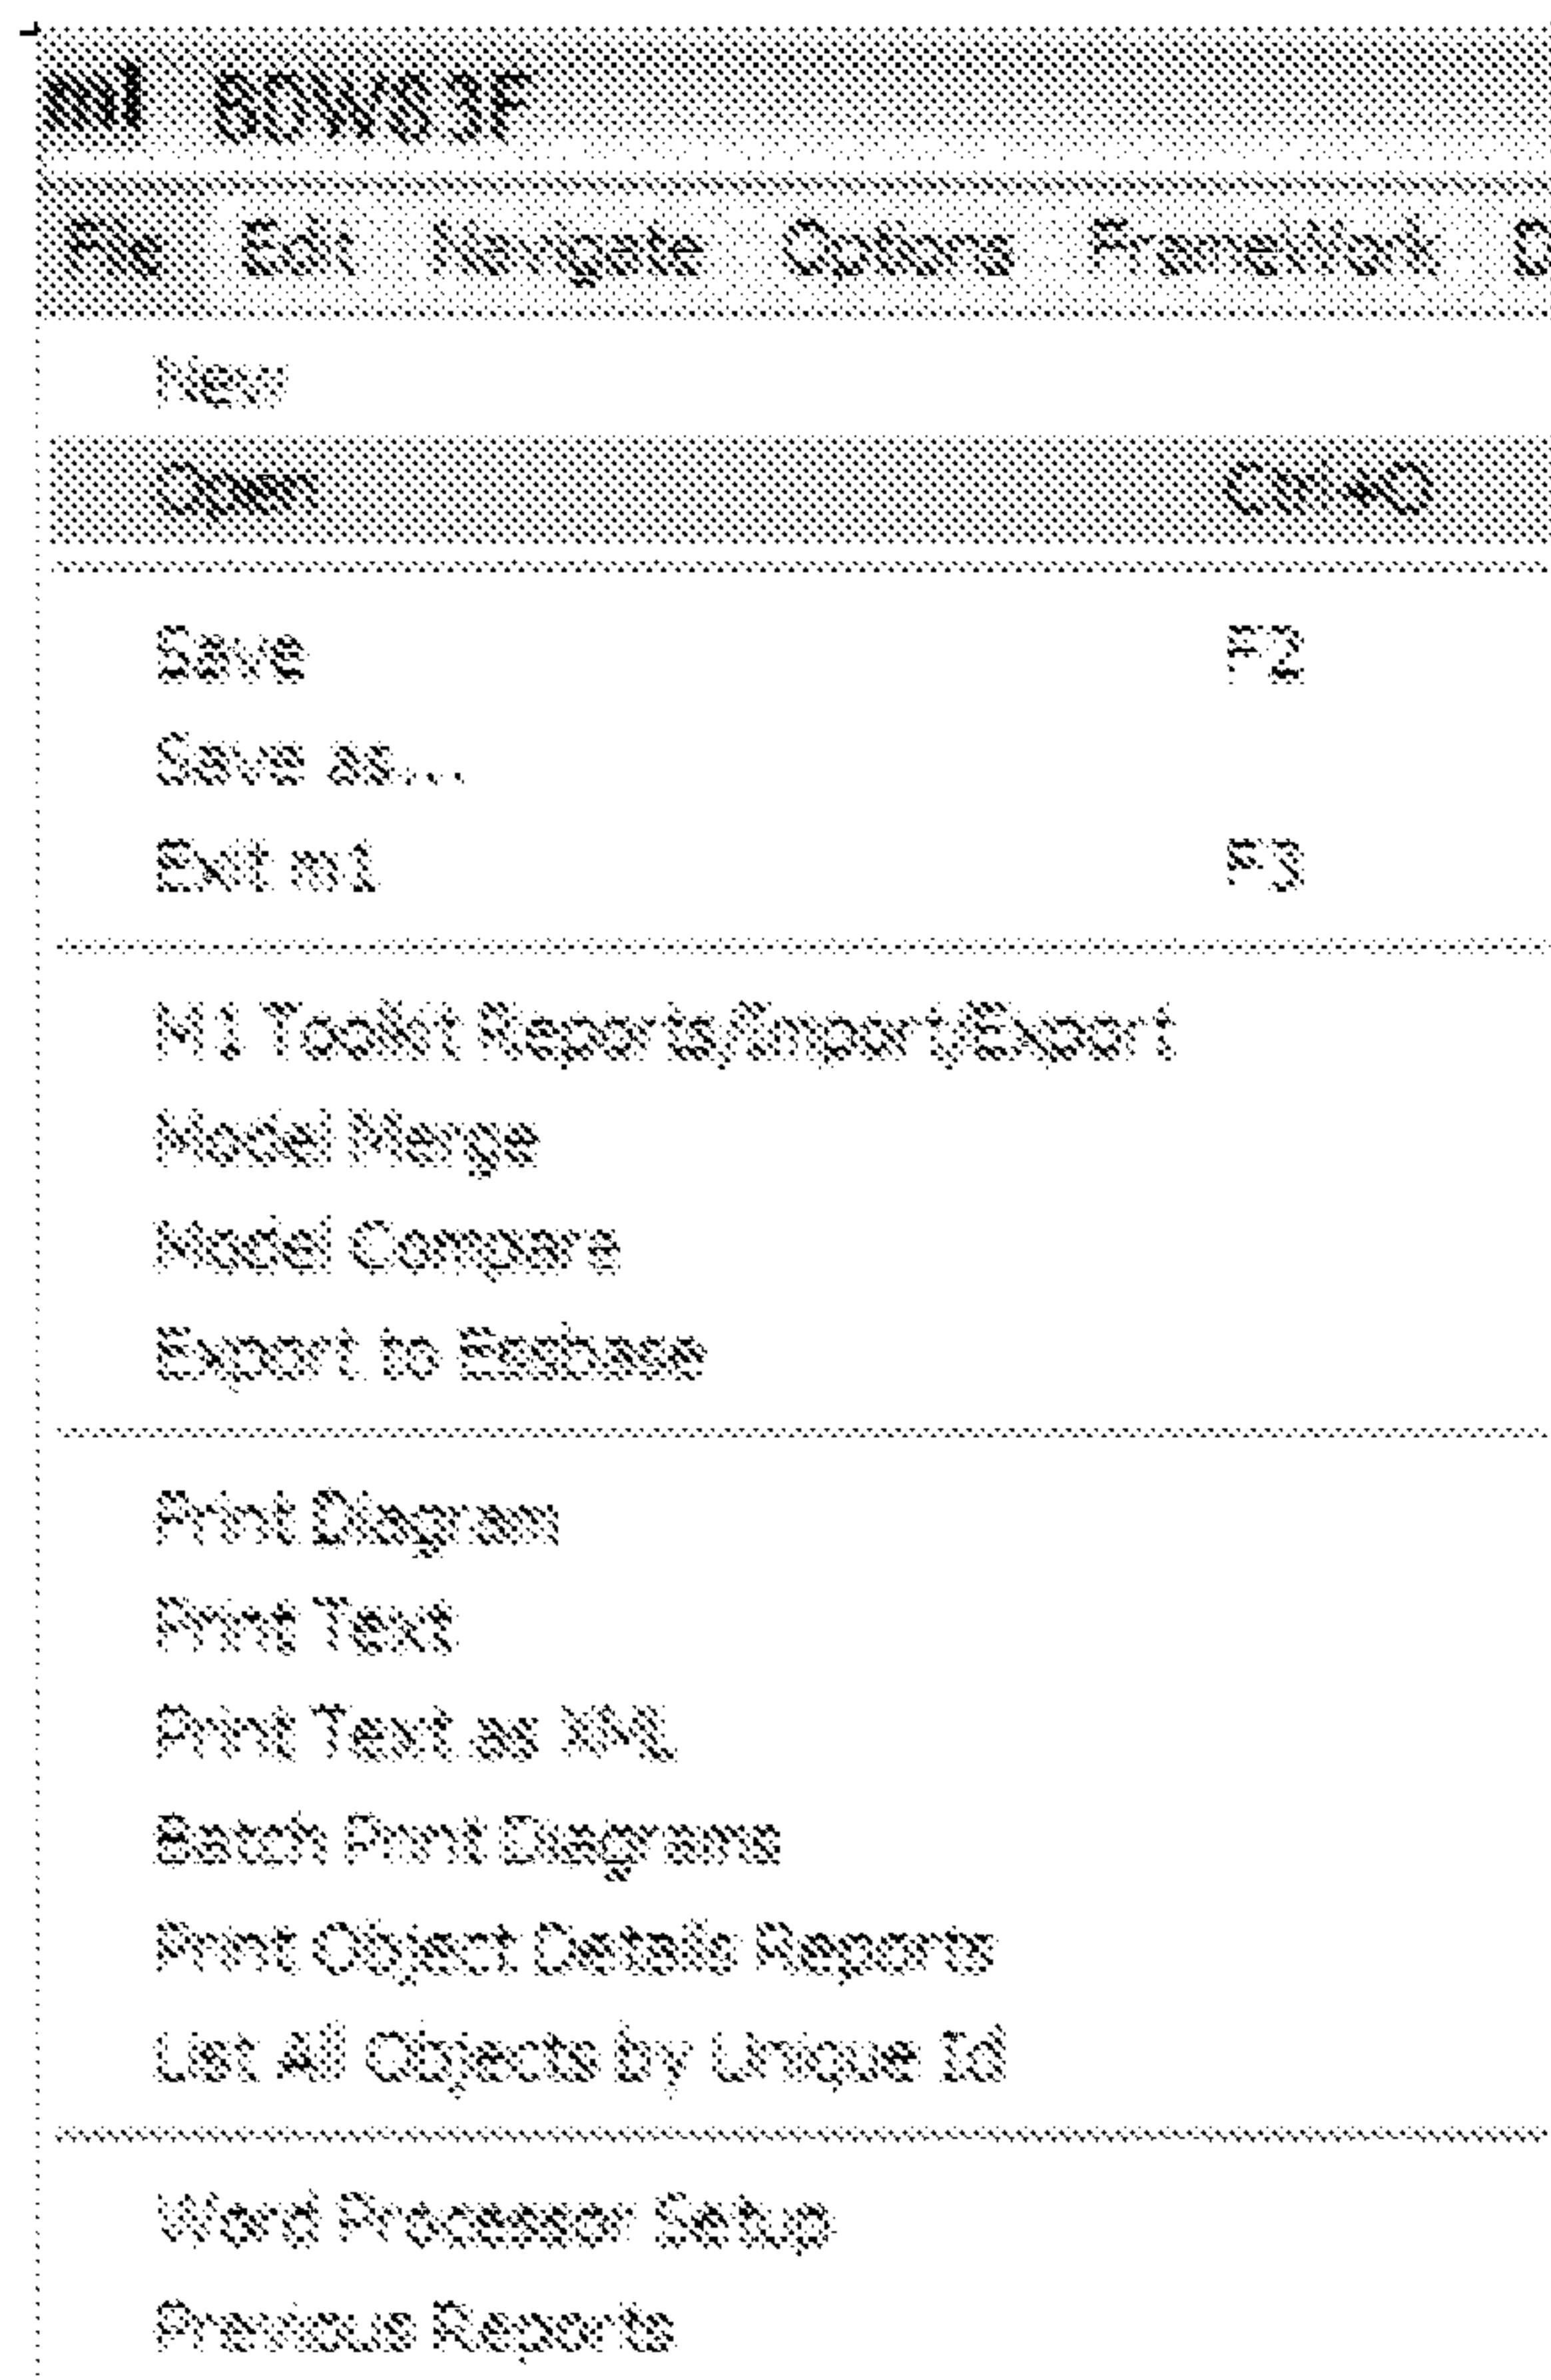 m1 BDW63F
File Edit Navigate Options FrameWork
New
Open Ctrl+O
Save F2
Save as...
Exit m1 F3
M1 Toolkit Reports/Import/Export
Model Merge
Model Compare
Export to Essbase
Print Diagram
Print Text
Print Text as XML
Batch Print Diagrams
Print Object Details Reports
List All Objects by Unique Id
Word Processor Setup
Previous Reports